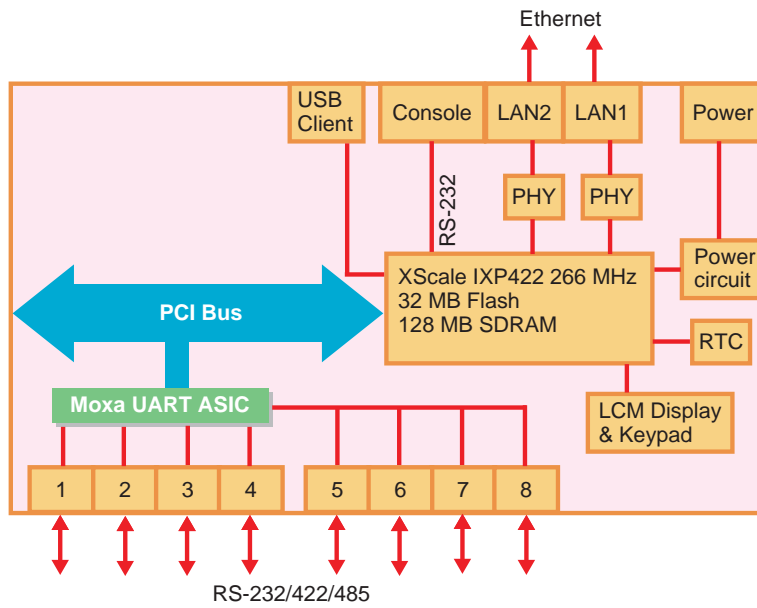 Ethernet
USB
Client
Console
LAN2
LAN1
Power
RS-232
PHY
PHY
XScale IXP422 266 MHz
32 MB Flash
128 MB SDRAM
Power
circuit
PCI Bus
RTC
Moxa UART ASIC
LCM Display
& Keypad
1
2
3
4
5
6
7
8
RS-232/422/485